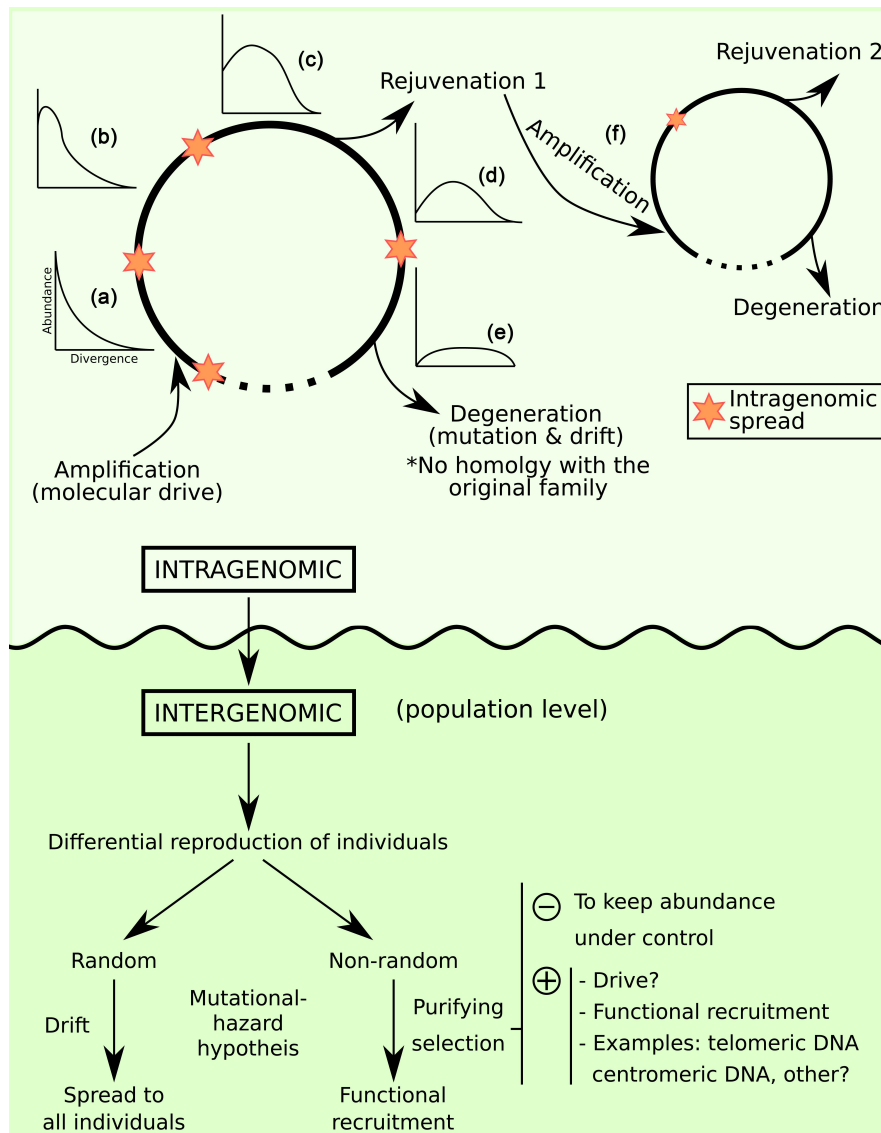 (c)
Rejuvenation 1
Rejuvenation 2
(b)
(f)
Amplification
(d)
(a)
Abundance
Divergence
(e)
Degeneration
Degeneration
(mutation & drift)
*No homolgy with the
original family
Intragenomic
spread
Amplification
(molecular drive)
INTRAGENOMIC
INTERGENOMIC
(population level)
Differential reproduction of individuals
Random
Non-random
Drift
Mutational-
hazard
hypotheis
Purifying
selection
Spread to
all individuals
Functional
recruitment
− To keep abundance
under control
+ - Drive?
- Functional recruitment
- Examples: telomeric DNA
centromeric DNA, other?